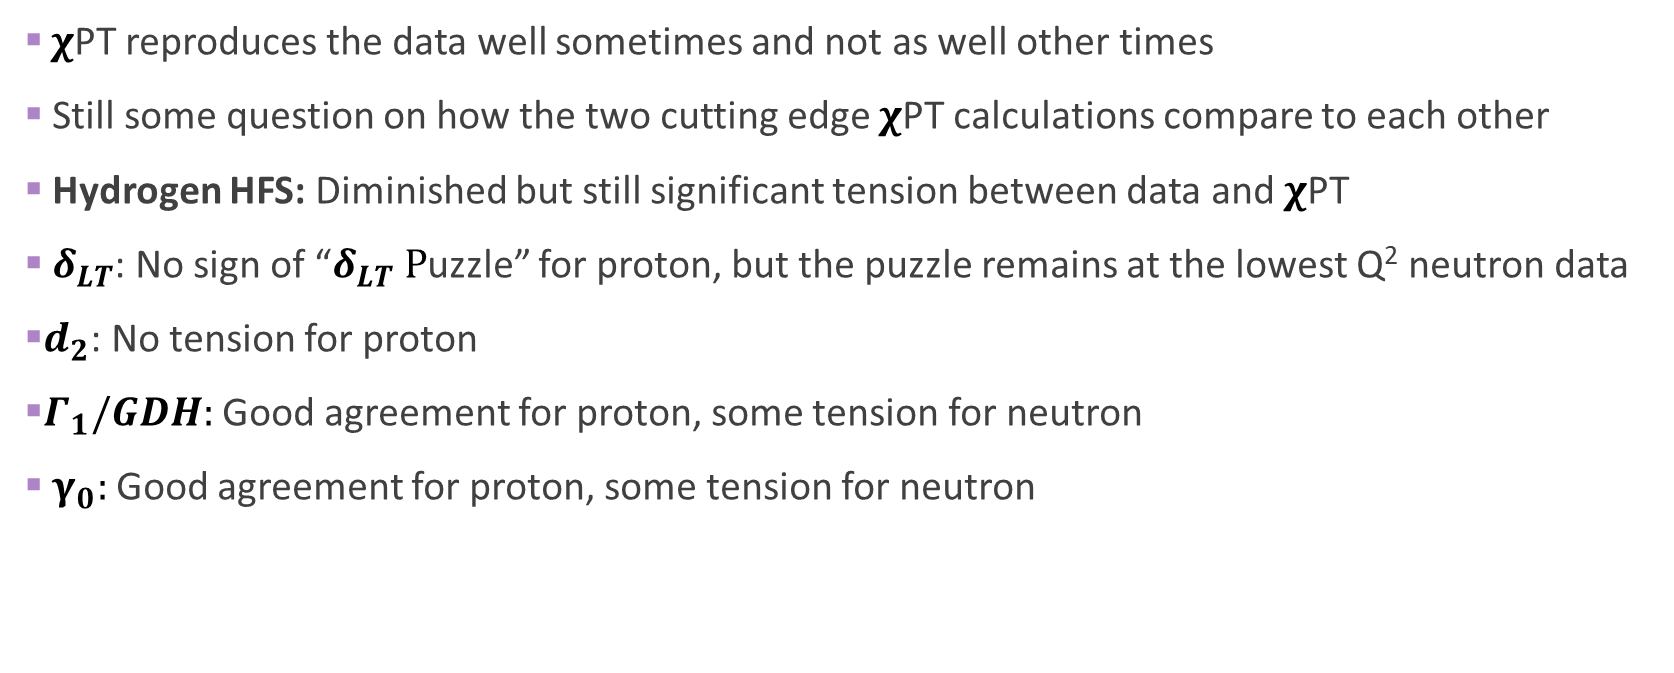 ▪ χPT reproduces the data well sometimes and not as well other times
▪ Still some question on how the two cutting edge χPT calculations compare to each other
▪ Hydrogen HFS: Diminished but still significant tension between data and χPT
▪ δ_LT: No sign of “δ_LT Puzzle” for proton, but the puzzle remains at the lowest Q² neutron data
▪ d₂: No tension for proton
▪ Γ₁/GDH: Good agreement for proton, some tension for neutron
▪ γ₀: Good agreement for proton, some tension for neutron